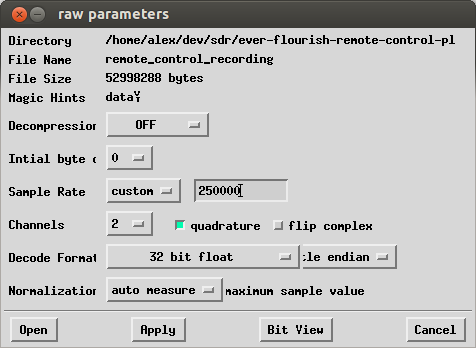 raw parameters
Directory /home/alex/dev/sdr/ever-flourish-remote-control-pl
File Name remote_control_recording
File Size 52998288 bytes
Magic Hints data
Decompression OFF
Intial byte 0
Sample Rate custom 250000
Channels 2 quadrature flip complex
Decode Format 32 bit float le endian
Normalization auto measure maximum sample value
Open Apply Bit View Cancel